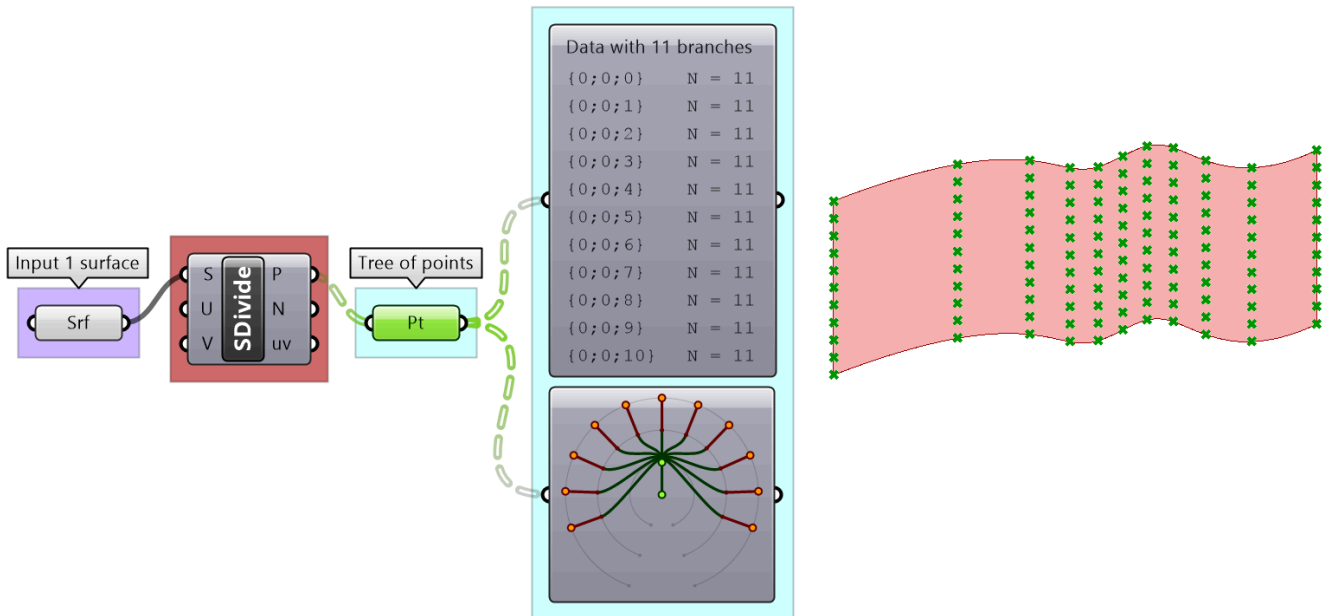 Input 1 surface
Srf
S
U
V
SDivide
P
N
uv
Tree of points
Pt
Data with 11 branches
{0;0;0} N = 11
{0;0;1} N = 11
{0;0;2} N = 11
{0;0;3} N = 11
{0;0;4} N = 11
{0;0;5} N = 11
{0;0;6} N = 11
{0;0;7} N = 11
{0;0;8} N = 11
{0;0;9} N = 11
{0;0;10} N = 11